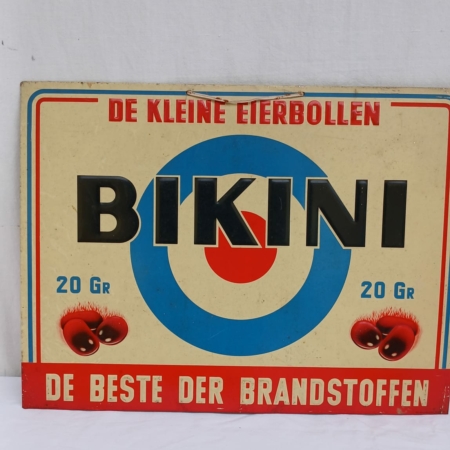 DE KLEINE EIERBOLLEN
BIKINI
20 GR 20 GR
DE BESTE DER BRANDSTOFFEN